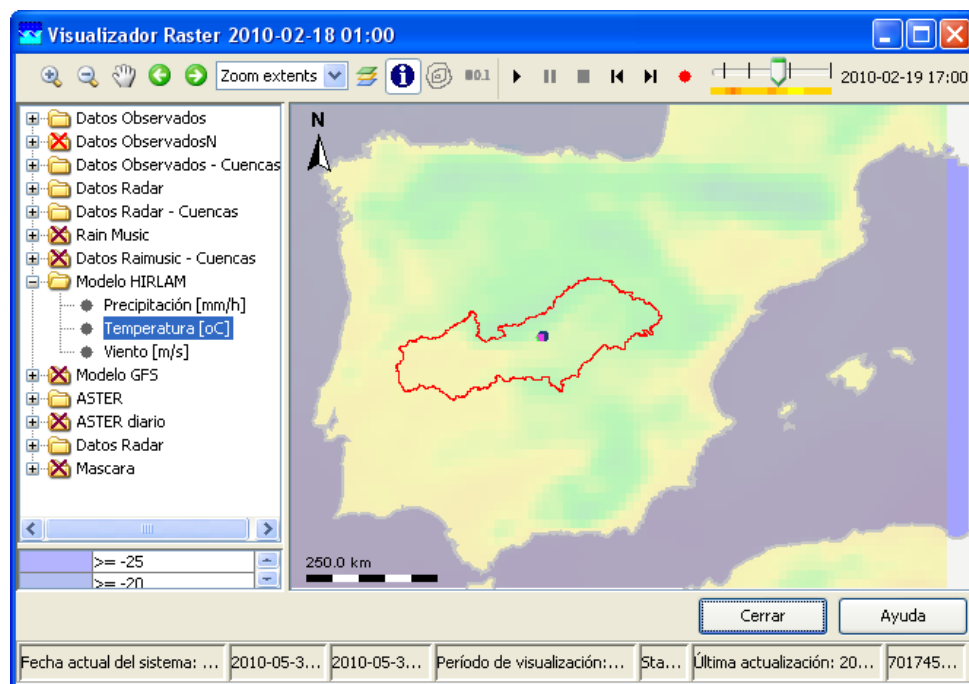 Visualizador Raster 2010-02-18 01:00
Zoom extents
0.1
2010-02-19 17:00
Datos Observados
Datos ObservadosN
Datos Observados - Cuencas
Datos Radar
Datos Radar - Cuencas
Rain Music
Datos Raimusic - Cuencas
Modelo HIRLAM
Precipitación [mm/h]
Temperatura [oC]
Viento [m/s]
Modelo GFS
ASTER
ASTER diario
Datos Radar
Mascara
>= -25
>= -20
N
250.0 km
Cerrar
Ayuda
Fecha actual del sistema: ...
2010-05-3...
2010-05-3...
Período de visualización:...
Sta...
Última actualización: 20...
701745...